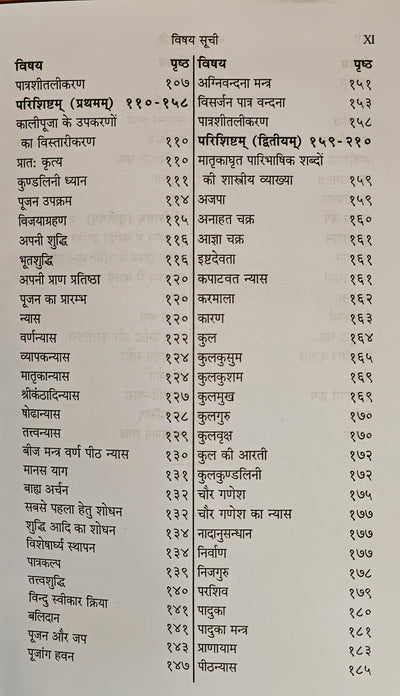 विषय सूची XI
विषय पृष्ठ
पात्रशीतलीकरण १०७
परिशिष्टम् (प्रथमम्) ११०-१५८
कालीपूजा के उपकरणों
का विस्तारीकरण ११०
प्रातः कृत्य ११०
कुण्डलिनी ध्यान १११
पूजन उपक्रम ११४
विजयाग्रहण ११५
अपनी शुद्धि ११६
भूतशुद्धि ११६
अपनी प्राण प्रतिष्ठा १२०
पूजन का प्रारम्भ १२०
न्यास १२०
वर्णन्यास १२२
व्यापकन्यास १२४
मातृकान्यास १२४
श्रीकंठादिन्यास १२७
षोढान्यास १२८
तत्त्वन्यास १२९
बीज मन्त्र वर्ण पीठ न्यास १३०
मानस याग १३१
बाह्य अर्चन १३२
सबसे पहला हेतु शोधन १३२
शुद्धि आदि का शोधन १३४
विशेषार्घ्य स्थापन १३४
पात्रकल्प १३९
तत्त्वशुद्धि १४०
विन्दु स्वीकार क्रिया १४१
बलिदान १४१
पूजन और जप १४३
पूजांग हवन १४७
विषय पृष्ठ
अग्निवन्दना मन्त्र १५१
विसर्जन पात्र वन्दना १५३
पात्रशीतलीकरण १५८
परिशिष्टम् (द्वितीयम्) १५९-२१०
मातृकाघृत पारिभाषिक शब्दों
की शास्त्रीय व्याख्या १५९
अजपा १५९
अनाहत चक्र १६०
आज्ञा चक्र १६१
इष्टदेवता १६१
कपाटवत न्यास १६१
करमाला १६२
कारण १६३
कुल १६४
कुलकुसुम १६५
कुलकुशम १६९
कुलमुख १६९
कुलगुरु १७०
कुलवृक्ष १७०
कुल की आरती १७२
कुलकुण्डलिनी १७२
चौर गणेश १७५
चौर गणेश का न्यास १७७
नादानुसन्धान १७७
निर्वाण १७७
निजगुरु १७८
परशिव १७९
पादुका १८०
पादुका मन्त्र १८१
प्राणायाम १८३
पीठन्यास १८५